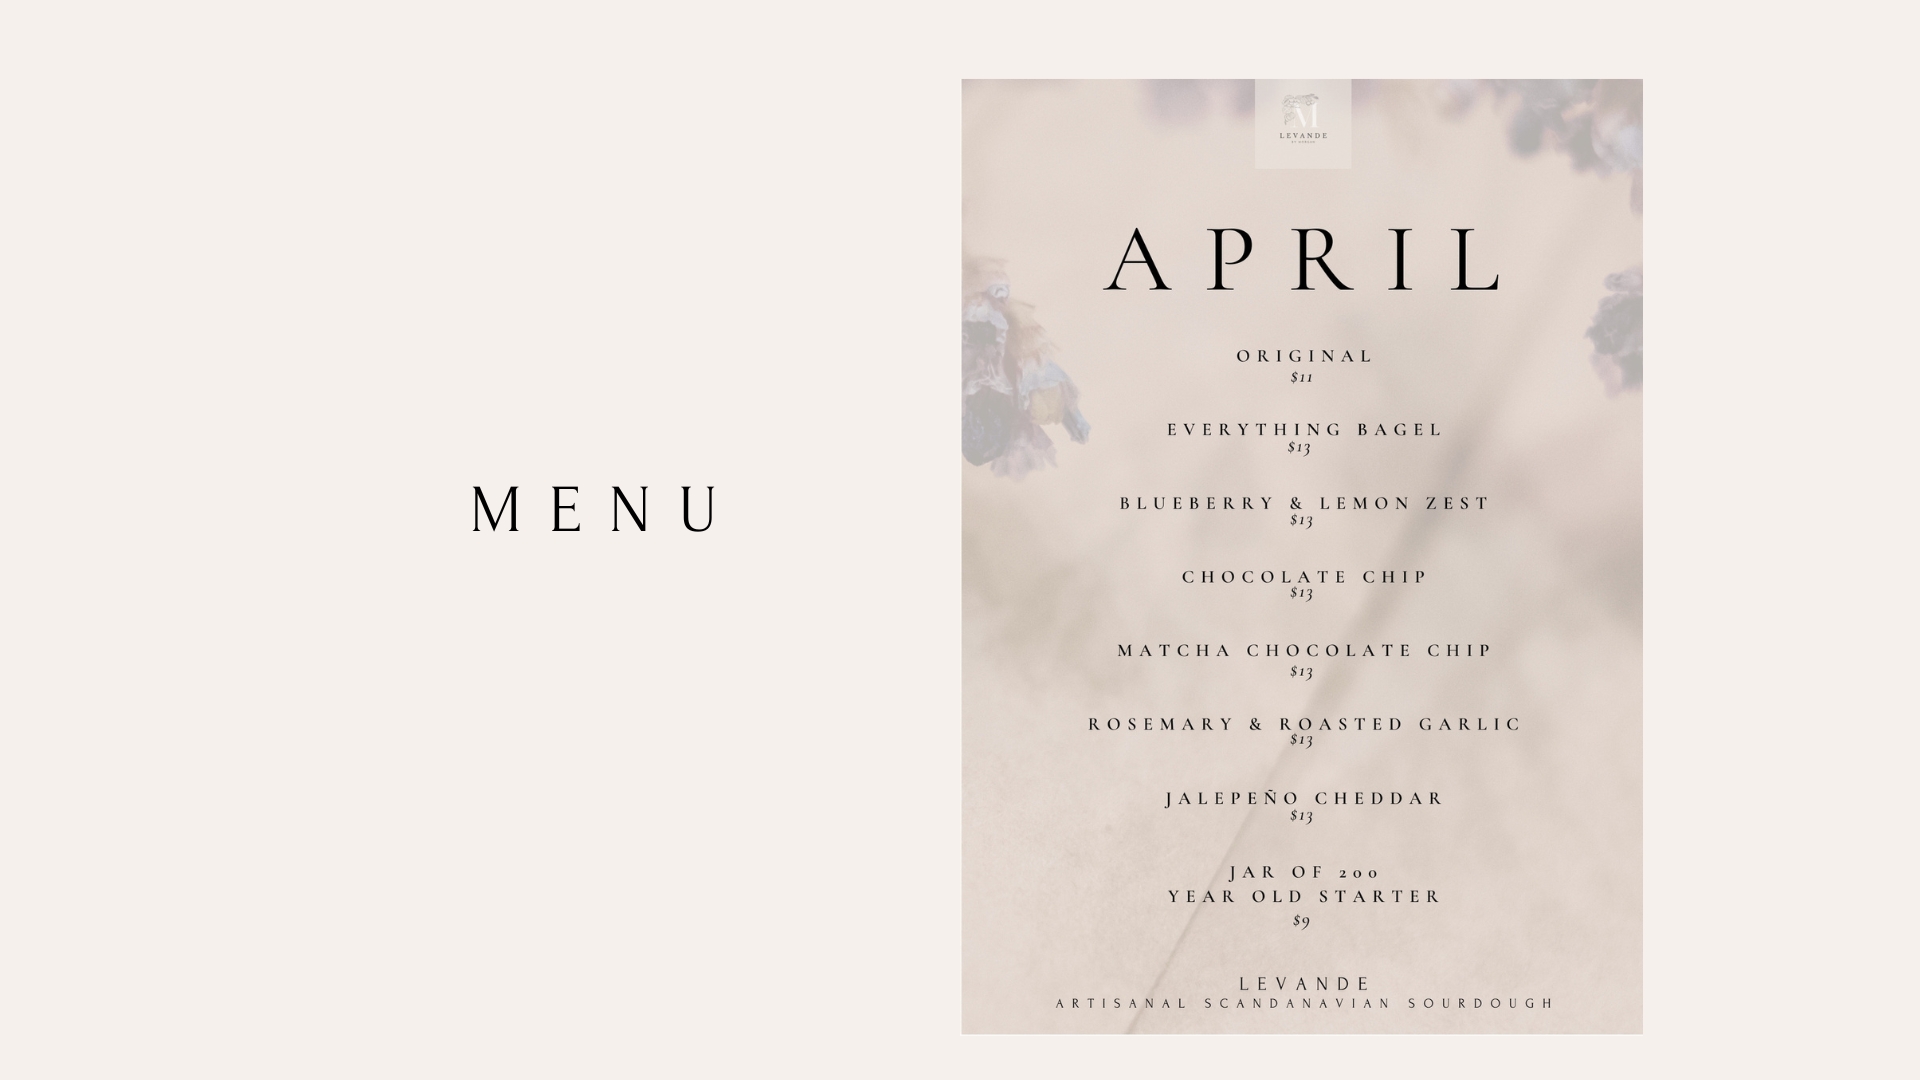 MENU
M
LEVANDE
APRIL
ORIGINAL
$11
EVERYTHING BAGEL
$13
BLUEBERRY & LEMON ZEST
$13
CHOCOLATE CHIP
$13
MATCHA CHOCOLATE CHIP
$13
ROSEMARY & ROASTED GARLIC
$13
JALEPEÑO CHEDDAR
$13
JAR OF 200
YEAR OLD STARTER
$9
LEVANDE
ARTISANAL SCANDANAVIAN SOURDOUGH